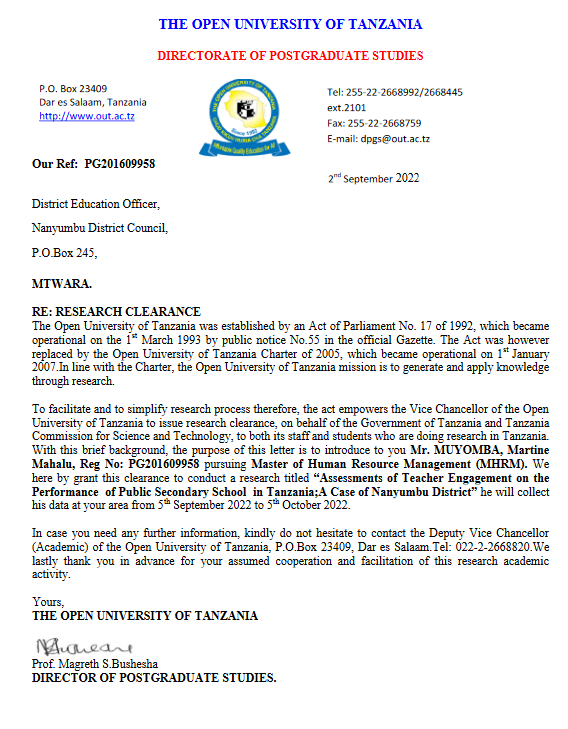 THE OPEN UNIVERSITY OF TANZANIA
DIRECTORATE OF POSTGRADUATE STUDIES
P.O. Box 23409
Dar es Salaam, Tanzania
http://www.out.ac.tz
Since 1992
Affordable Quality Education for All
Tel: 255-22-2668992/2668445
ext.2101
Fax: 255-22-2668759
E-mail: dpgs@out.ac.tz
Our Ref: PG201609958
2nd September 2022
District Education Officer,
Nanyumbu District Council,
P.O.Box 245,
MTWARA.
RE: RESEARCH CLEARANCE
The Open University of Tanzania was established by an Act of Parliament No. 17 of 1992, which became
operational on the 1st March 1993 by public notice No.55 in the official Gazette. The Act was however
replaced by the Open University of Tanzania Charter of 2005, which became operational on 1st January
2007.In line with the Charter, the Open University of Tanzania mission is to generate and apply knowledge
through research.
To facilitate and to simplify research process therefore, the act empowers the Vice Chancellor of the Open
University of Tanzania to issue research clearance, on behalf of the Government of Tanzania and Tanzania
Commission for Science and Technology, to both its staff and students who are doing research in Tanzania.
With this brief background, the purpose of this letter is to introduce to you Mr. MUYOMBA, Martine
Mahalu, Reg No: PG201609958 pursuing Master of Human Resource Management (MHRM). We
here by grant this clearance to conduct a research titled “Assessments of Teacher Engagement on the
Performance of Public Secondary School in Tanzania;A Case of Nanyumbu District” he will collect
his data at your area from 5th September 2022 to 5th October 2022.
In case you need any further information, kindly do not hesitate to contact the Deputy Vice Chancellor
(Academic) of the Open University of Tanzania, P.O.Box 23409, Dar es Salaam.Tel: 022-2-2668820.We
lastly thank you in advance for your assumed cooperation and facilitation of this research academic
activity.
Yours,
THE OPEN UNIVERSITY OF TANZANIA
Prof. Magreth S.Bushesha
DIRECTOR OF POSTGRADUATE STUDIES.